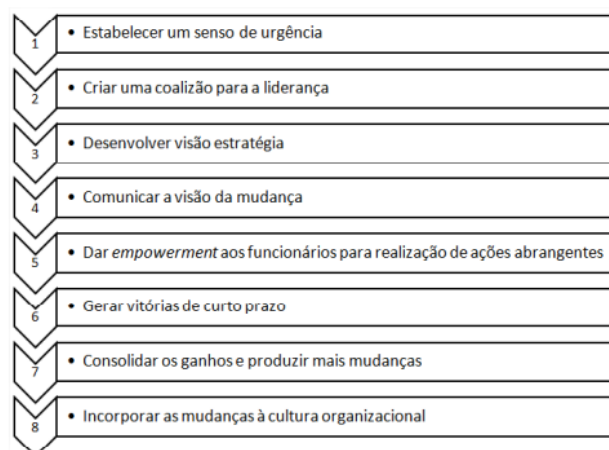 1 • Estabelecer um senso de urgência
2 • Criar uma coalizão para a liderança
3 • Desenvolver visão estratégia
4 • Comunicar a visão da mudança
5 • Dar empowerment aos funcionários para realização de ações abrangentes
6 • Gerar vitórias de curto prazo
7 • Consolidar os ganhos e produzir mais mudanças
8 • Incorporar as mudanças à cultura organizacional